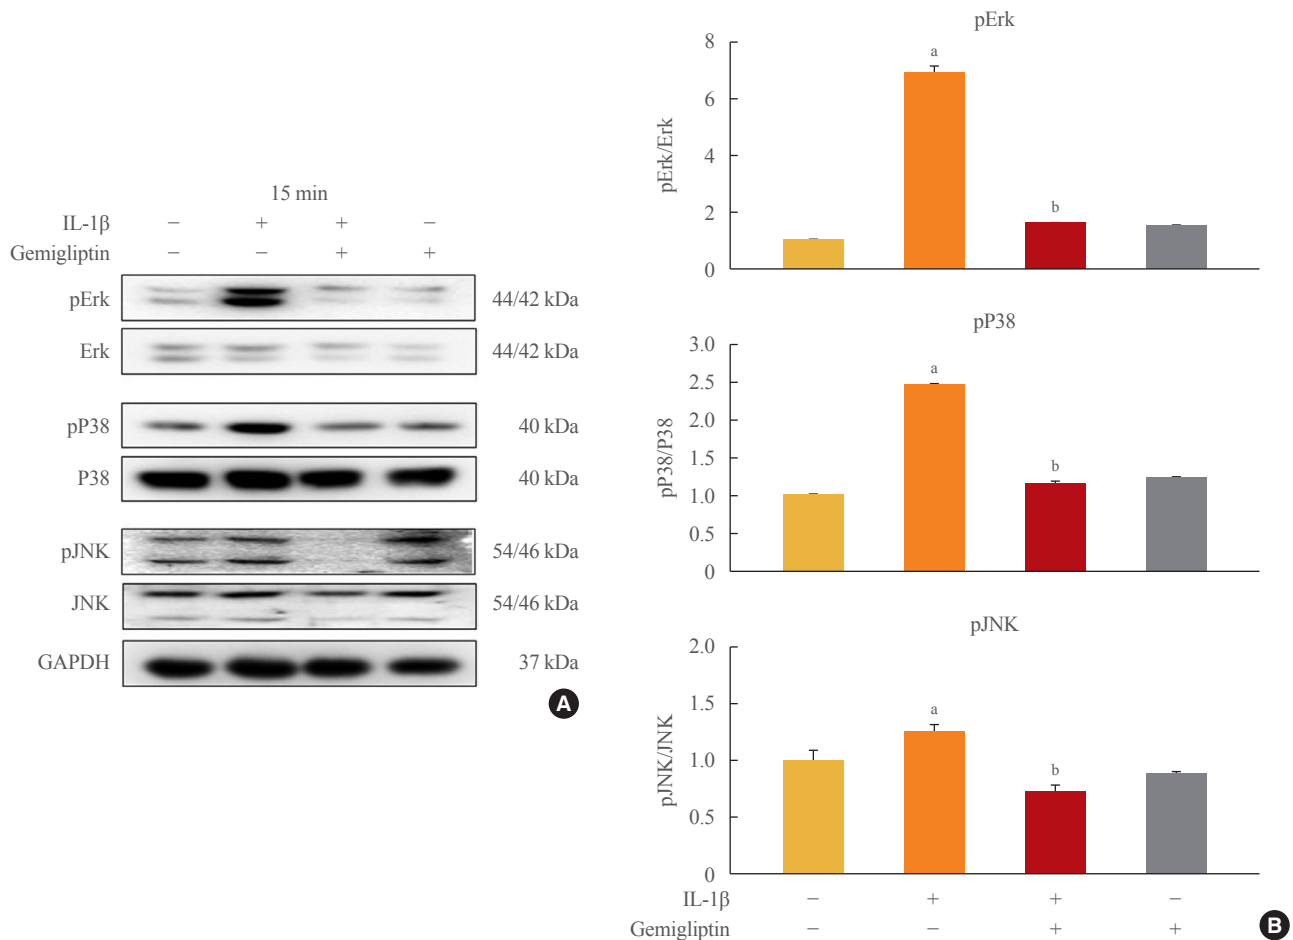 15 min
IL-1β − + + −
Gemigliptin − − + +
pErk 44/42 kDa
Erk 44/42 kDa
pP38 40 kDa
P38 40 kDa
pJNK 54/46 kDa
JNK 54/46 kDa
GAPDH 37 kDa
A
pErk
pErk/Erk
8
6
4
2
0
a
b
pP38
pP38/P38
3.0
2.5
2.0
1.5
1.0
0.5
0
a
b
pJNK
pJNK/JNK
2.0
1.5
1.0
0.5
0
a
b
IL-1β − + + −
Gemigliptin − − + +
B